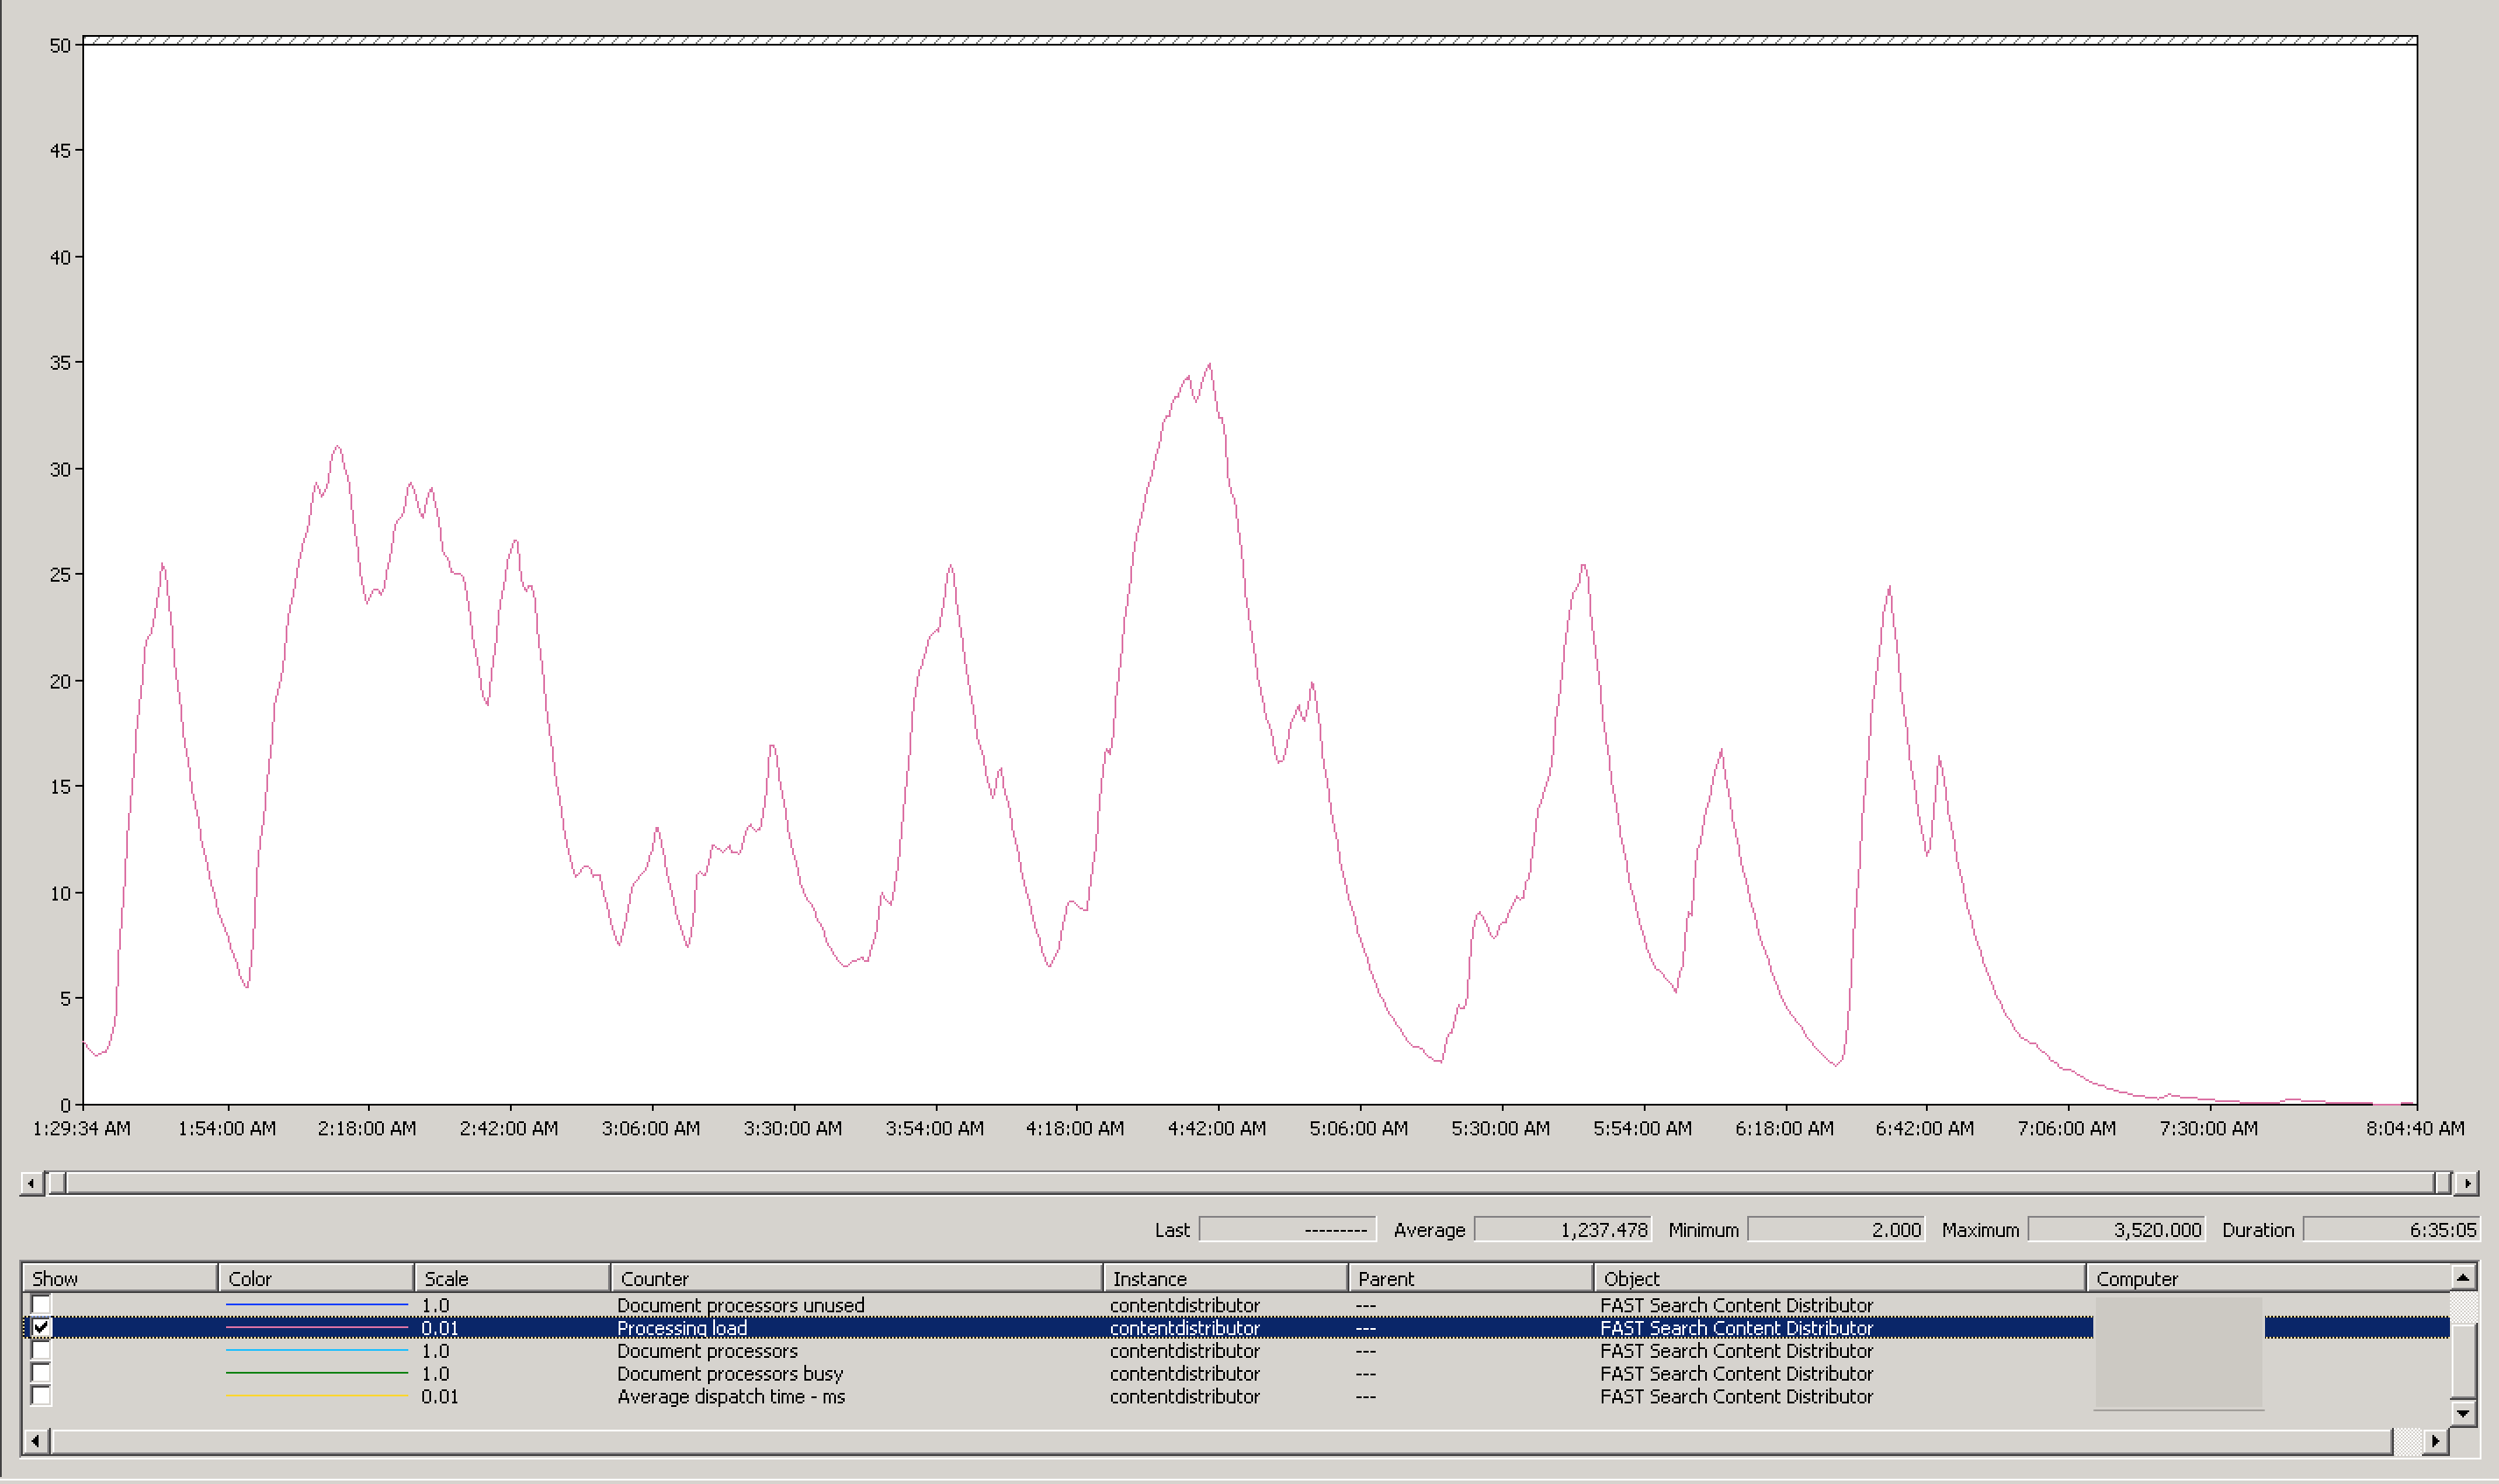 50
45
40
35
30
25
20
15
10
5
0
1:29:34 AM 1:54:00 AM 2:18:00 AM 2:42:00 AM 3:06:00 AM 3:30:00 AM 3:54:00 AM 4:18:00 AM 4:42:00 AM 5:06:00 AM 5:30:00 AM 5:54:00 AM 6:18:00 AM 6:42:00 AM 7:06:00 AM 7:30:00 AM 8:04:40 AM
Last --------- Average 1,237.478 Minimum 2.000 Maximum 3,520.000 Duration 6:35:05
Show Color Scale Counter Instance Parent Object Computer
1.0 Document processors unused contentdistributor --- FAST Search Content Distributor
0.01 Processing load contentdistributor --- FAST Search Content Distributor
1.0 Document processors contentdistributor --- FAST Search Content Distributor
1.0 Document processors busy contentdistributor --- FAST Search Content Distributor
0.01 Average dispatch time - ms contentdistributor --- FAST Search Content Distributor